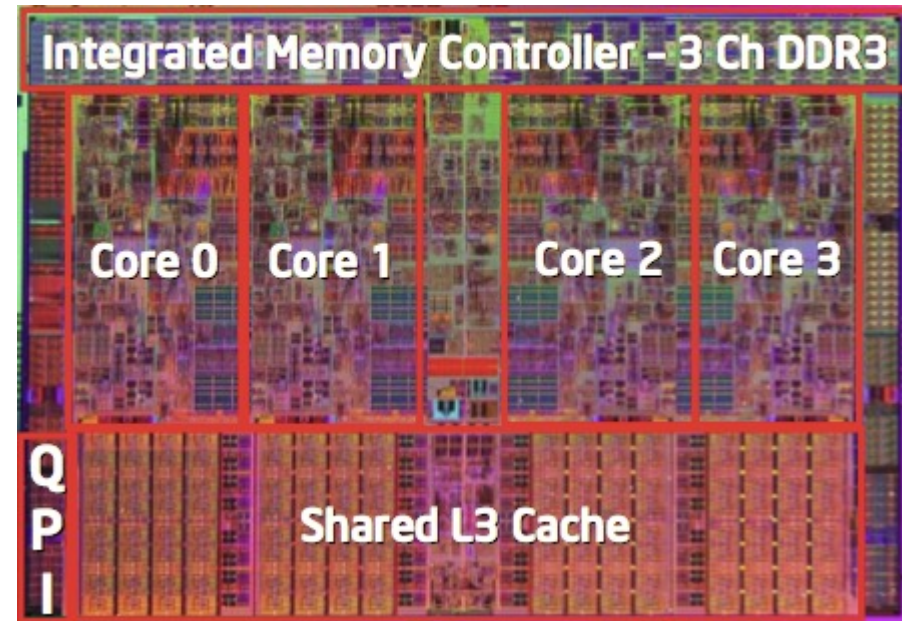 Integrated Memory Controller – 3 Ch DDR3
Core 0
Core 1
Core 2
Core 3
Q
P
I
Shared L3 Cache